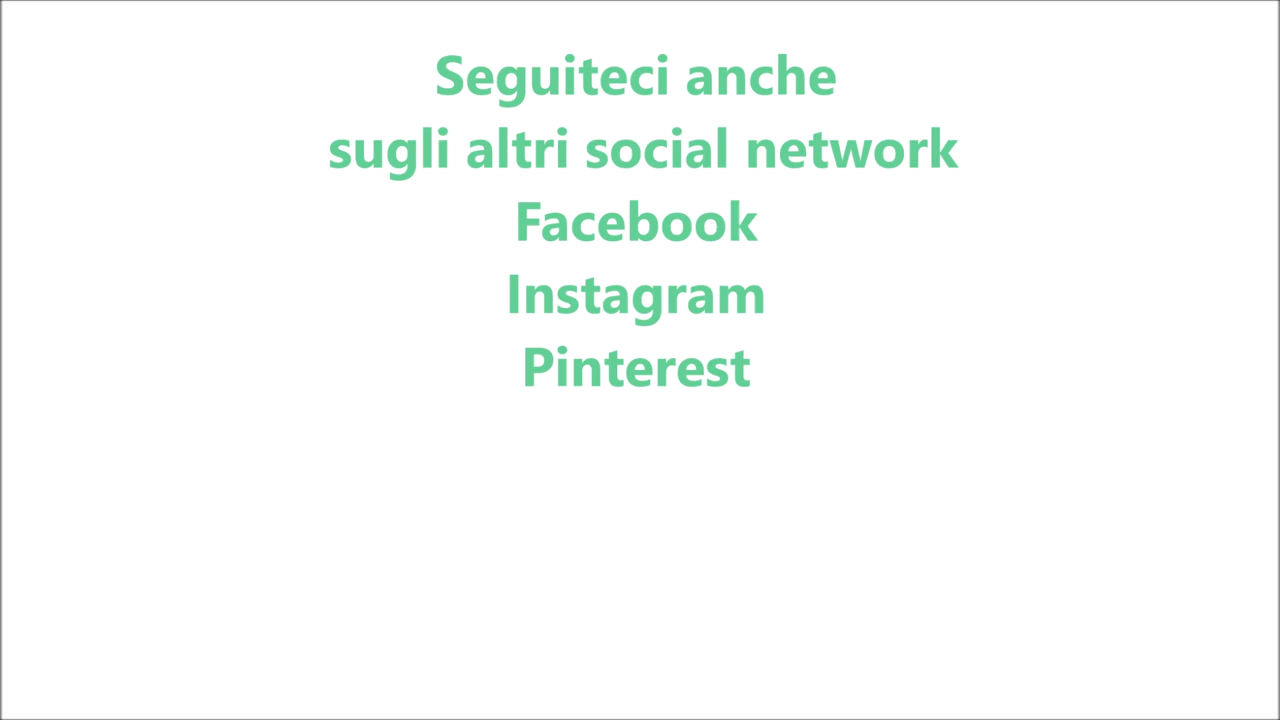 Seguiteci anche
sugli altri social network
Facebook
Instagram
Pinterest